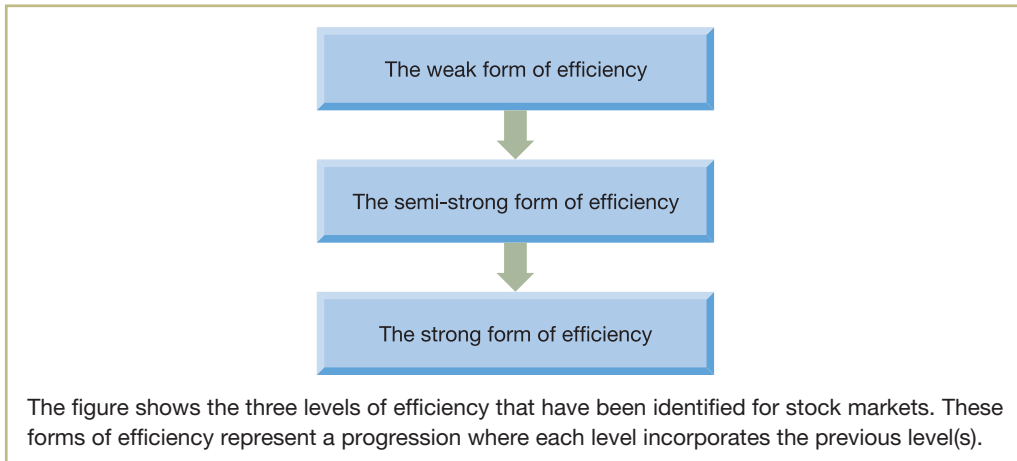 The weak form of efficiency
The semi-strong form of efficiency
The strong form of efficiency
The figure shows the three levels of efficiency that have been identified for stock markets. These
forms of efficiency represent a progression where each level incorporates the previous level(s).